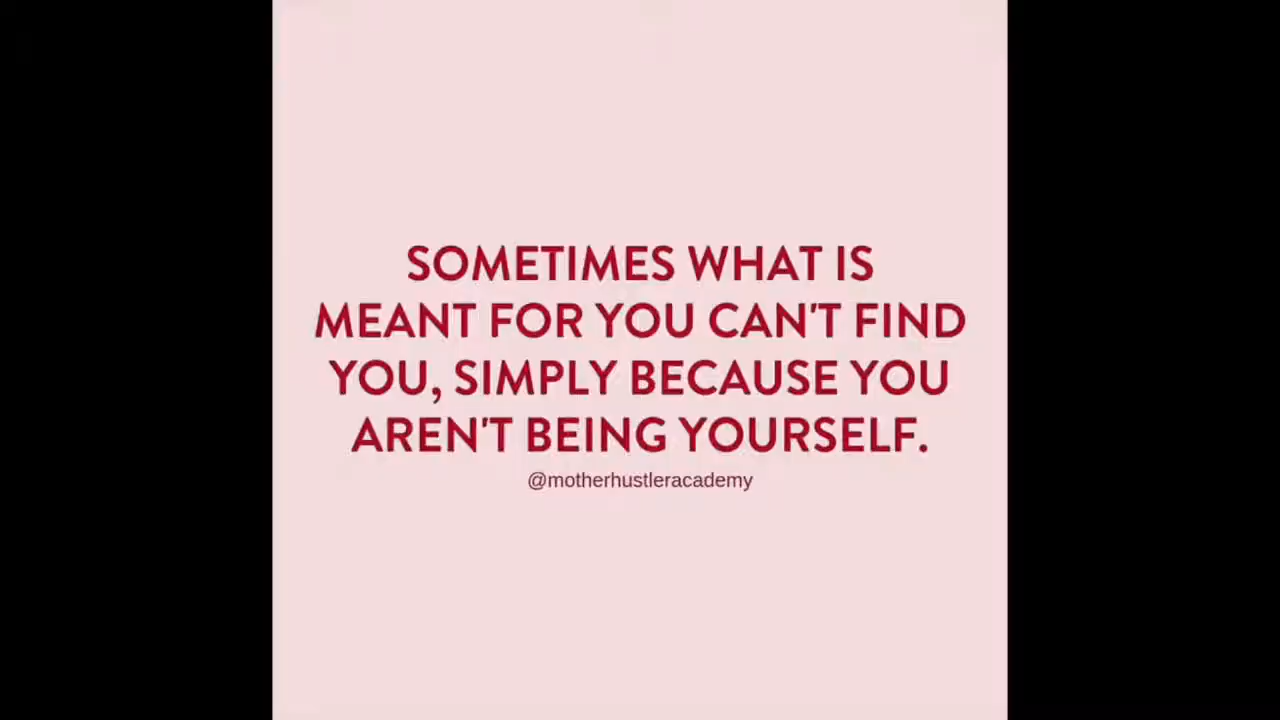 SOMETIMES WHAT IS
MEANT FOR YOU CAN'T FIND
YOU, SIMPLY BECAUSE YOU
AREN'T BEING YOURSELF.
@motherhustleracademy